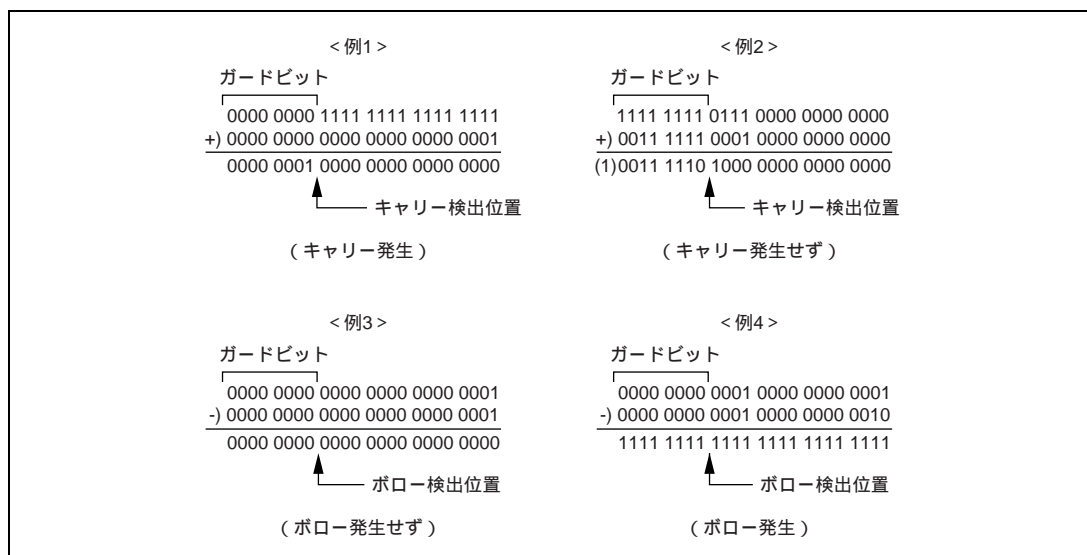 <例1>
ガードビット
0000 0000 1111 1111 1111 1111
+) 0000 0000 0000 0000 0000 0001
0000 0001 0000 0000 0000 0000
キャリー検出位置
(キャリー発生)
<例2>
ガードビット
1111 1111 0111 0000 0000 0000
+) 0011 1111 0001 0000 0000 0000
(1)0011 1110 1000 0000 0000 0000
キャリー検出位置
(キャリー発生せず)
<例3>
ガードビット
0000 0000 0000 0000 0000 0001
-) 0000 0000 0000 0000 0000 0001
0000 0000 0000 0000 0000 0000
ボロー検出位置
(ボロー発生せず)
<例4>
ガードビット
0000 0000 0001 0000 0000 0001
-) 0000 0000 0001 0000 0000 0010
1111 1111 1111 1111 1111 1111
ボロー検出位置
(ボロー発生)